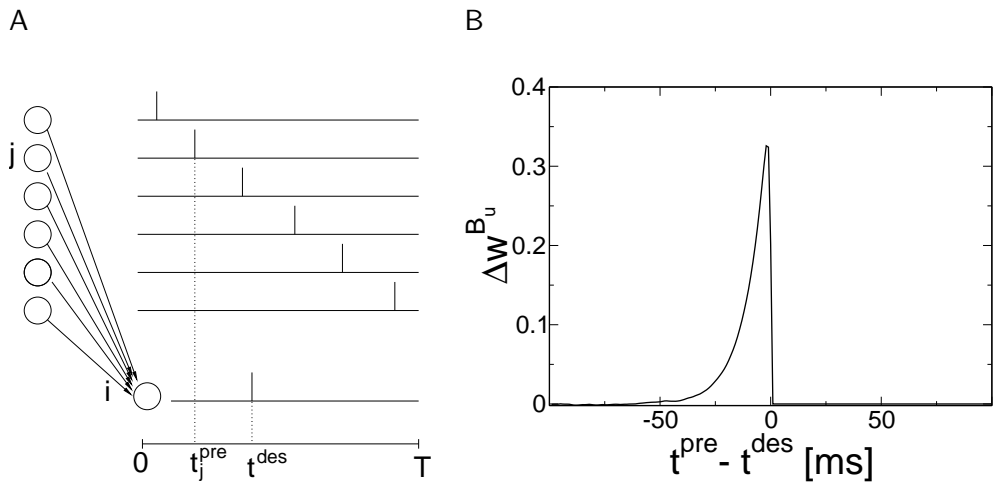 A
j
i
0
t_j^pre
t^des
T
B
Δw^B_u
0.4
0.3
0.2
0.1
0
-50
0
50
t^pre - t^des [ms]